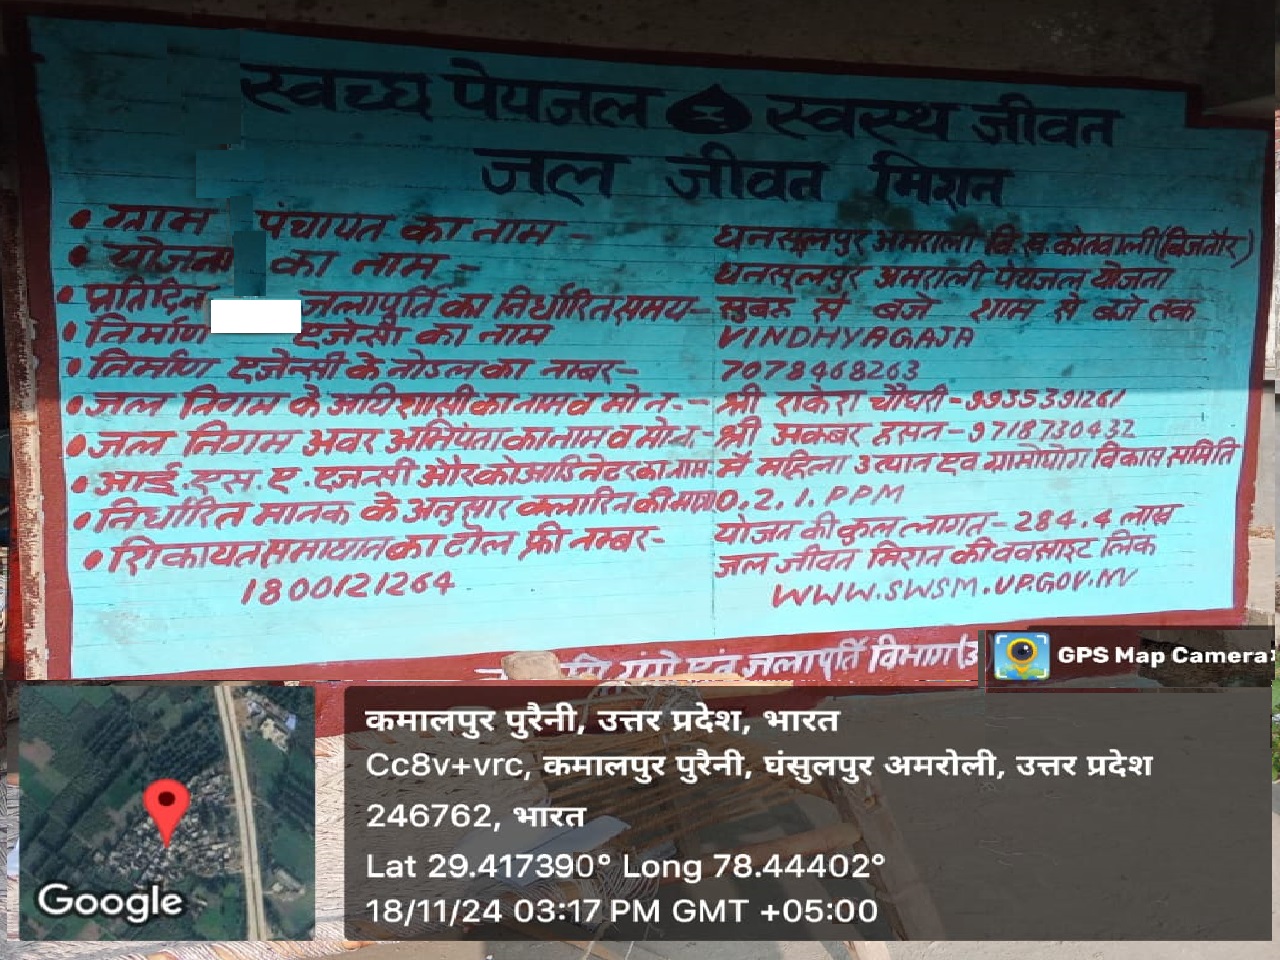 स्वच्छ पेयजल स्वस्थ जीवन
जल जीवन मिशन
• ग्राम पंचायत का नाम - धनसूलपुर अमराली वि.ख.कोतवाली(बिजनौर)
• योजना का नाम - धनसूलपुर अमराली पेयजल योजना
• प्रतिदिन जलापूर्ति का निर्धारित समय- सुबह से बजे शाम से बजे तक
• निर्माण एजेंसी का नाम VINDHYAGAJA
• निर्माण एजेन्सी के नोडल का नम्बर- 7078468263
• जल निगम के अधिशासी का नाम व मो न.- श्री राकेश चौधरी-9935391261
• जल निगम अवर अभियंता का नाम व मो न.- श्री अकबर हसन-9718730432
• आई.एस.ए.एजन्सी और कोआर्डिनेटर का नाम. मै महिला उत्थान एव ग्रामोयोग विकास समिति
• निर्धारित मानक के अनुसार क्लारिन की मात्रा 0.2.1.PPM
• शिकायत समाधान का टोल फ्री नम्बर-
1800121264
योजन की कुल लागत-284.4 लाख
जल जीवन मिशन की ववसाइट लिंक
WWW.SWSM.UP.GOV.IN
गंगे एवं जलापूर्ति विभाग
GPS Map Camera
कमालपुर पुरैनी, उत्तर प्रदेश, भारत
Cc8v+vrc, कमालपुर पुरैनी, घंसुलपुर अमरोली, उत्तर प्रदेश
246762, भारत
Lat 29.417390° Long 78.44402°
18/11/24 03:17 PM GMT +05:00
Google